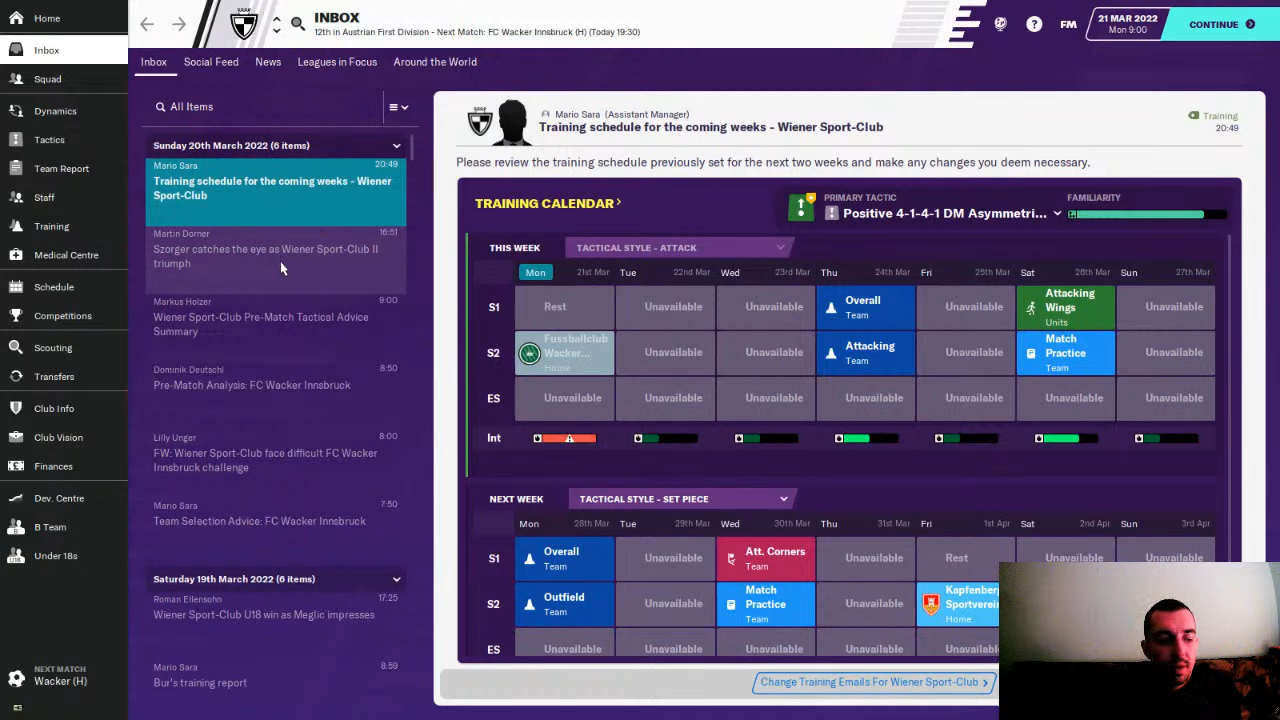 Home
Inbox
Squad
Dynamics
Tactics
Team Report
Staff
Training
Medical Centre
Schedule
Competitions
Scouting
Transfers
Club Info
Club Vision
Finances
Dev. Centre
B Team
Under 18s
NEXT MATCH
Wacker (H)
INBOX
12th in Austrian First Division - Next Match: FC Wacker Innsbruck (H) (Today 19:30)
FM
21 MAR 2022
Mon 9:00
CONTINUE
Inbox Social Feed News Leagues in Focus Around the World
All Items
Sunday 20th March 2022 (6 items)
Mario Sara 20:49
Training schedule for the coming weeks - Wiener
Sport-Club
Martin Dorner 16:51
Szorger catches the eye as Wiener Sport-Club II
triumph
Markus Holzer 9:00
Wiener Sport-Club Pre-Match Tactical Advice
Summary
Dominik Deutschl 8:50
Pre-Match Analysis: FC Wacker Innsbruck
Lilly Unger 8:00
FW: Wiener Sport-Club face difficult FC Wacker
Innsbruck challenge
Mario Sara 7:50
Team Selection Advice: FC Wacker Innsbruck
Saturday 19th March 2022 (6 items)
Roman Ellensohn 17:25
Wiener Sport-Club U18 win as Meglic impresses
Mario Sara 8:59
Bur's training report
Mario Sara (Assistant Manager)
Training schedule for the coming weeks - Wiener Sport-Club
Training
20:49
Please review the training schedule previously set for the next two weeks and make any changes you deem necessary.
TRAINING CALENDAR
PRIMARY TACTIC
Positive 4-1-4-1 DM Asymmetri...
FAMILIARITY
THIS WEEK TACTICAL STYLE - ATTACK
Mon 21st Mar Tue 22nd Mar Wed 23rd Mar Thu 24th Mar Fri 25th Mar Sat 26th Mar Sun 27th Mar
S1 Rest Unavailable Unavailable Overall Team Unavailable Attacking Wings Units Unavailable
S2 Fussballclub Wacker... Home Unavailable Unavailable Attacking Team Unavailable Match Practice Team Unavailable
ES Unavailable Unavailable Unavailable Unavailable Unavailable Unavailable Unavailable
Int
NEXT WEEK TACTICAL STYLE - SET PIECE
Mon 28th Mar Tue 29th Mar Wed 30th Mar Thu 31st Mar Fri 1st Apr Sat 2nd Apr Sun 3rd Apr
S1 Overall Team Unavailable Att. Corners Team Unavailable Rest Unavailable Unavailable
S2 Outfield Team Unavailable Match Practice Team Unavailable Home
ES Unavailable Unavailable Unavailable Unavailable
Change Training Emails For Wiener Sport-Club